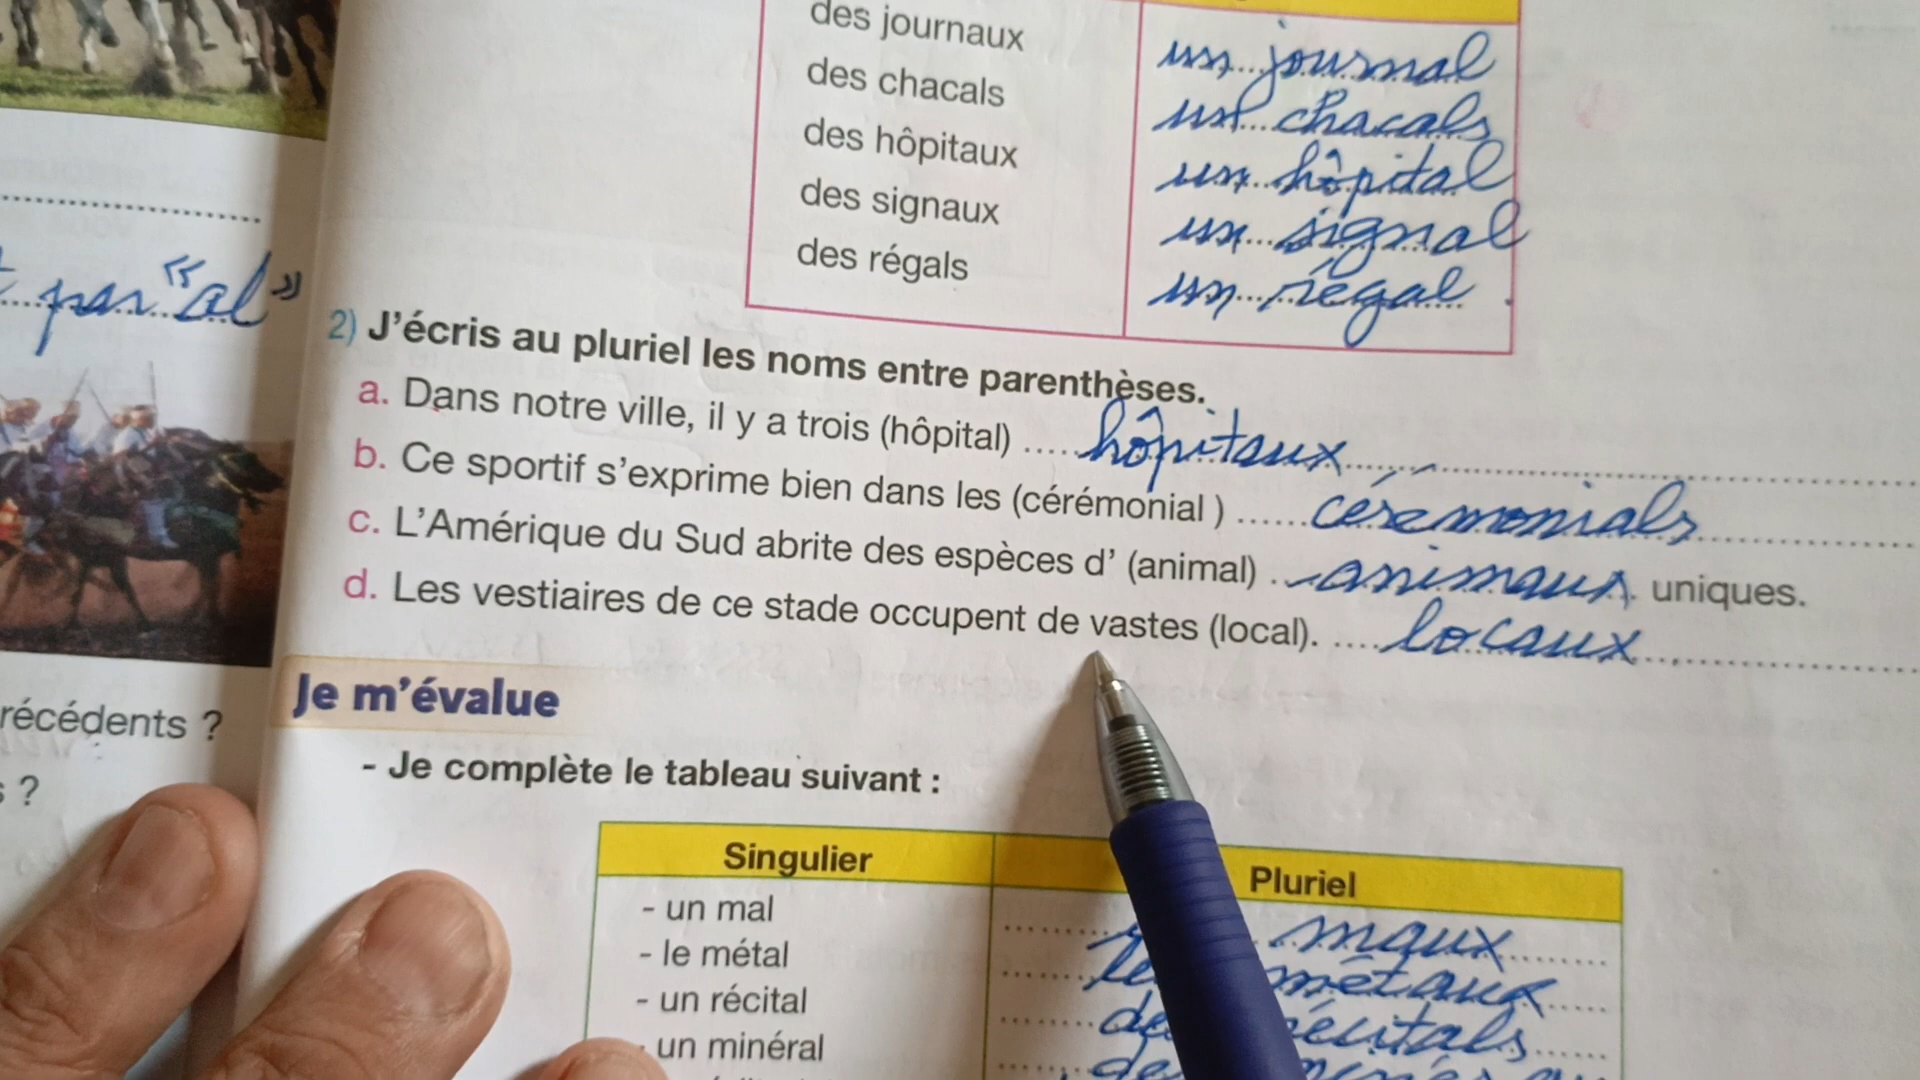 des journaux un journal
des chacals un chacals
des hôpitaux un hôpital
des signaux un signal
des régals un régal
par "al"
2) J'écris au pluriel les noms entre parenthèses.
a. Dans notre ville, il y a trois (hôpital) .... hôpitaux
b. Ce sportif s'exprime bien dans les (cérémonial ) ...... cérémonials
c. L'Amérique du Sud abrite des espèces d' (animal) .. animaux uniques.
d. Les vestiaires de ce stade occupent de vastes (local). .... locaux
récédents ?
s ?
Je m'évalue
- Je complète le tableau suivant :
Singulier Pluriel
- un mal maux
- le métal métaux
- un récital récitals
- un minéral